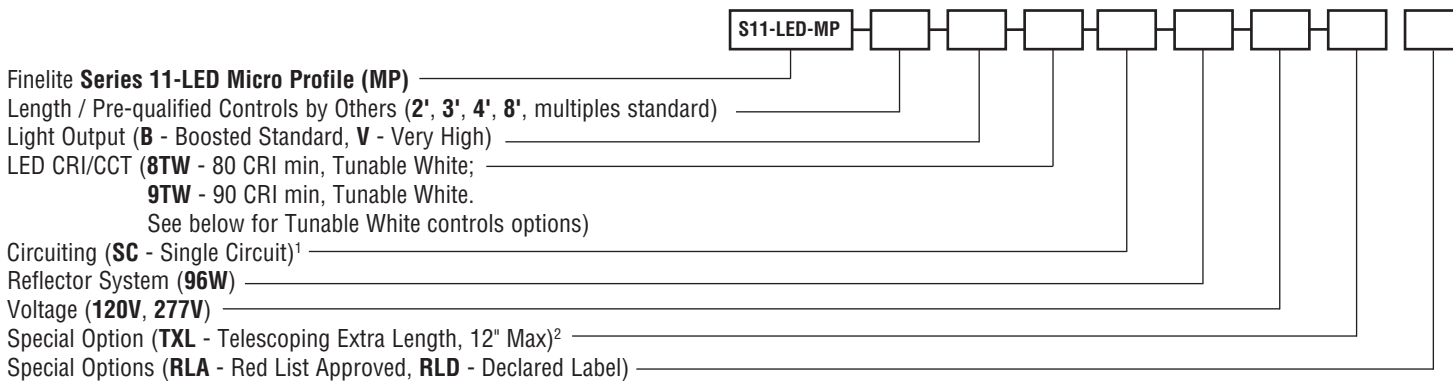 S11-LED-MP
Finelite Series 11-LED Micro Profile (MP)
Length / Pre-qualified Controls by Others (2', 3', 4', 8', multiples standard)
Light Output (B - Boosted Standard, V - Very High)
LED CRI/CCT (8TW - 80 CRI min, Tunable White;
9TW - 90 CRI min, Tunable White.
See below for Tunable White controls options)
Circuiting (SC - Single Circuit)¹
Reflector System (96W)
Voltage (120V, 277V)
Special Option (TXL - Telescoping Extra Length, 12" Max)²
Special Options (RLA - Red List Approved, RLD - Declared Label)